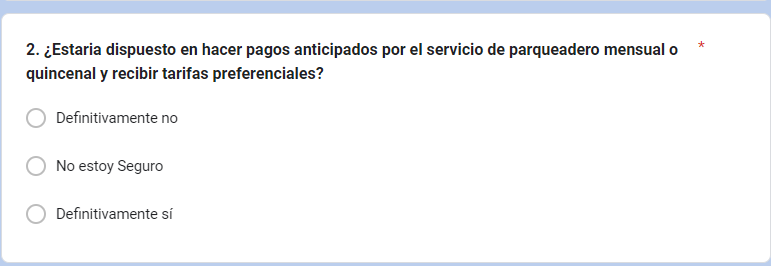 2. ¿Estaria dispuesto en hacer pagos anticipados por el servicio de parqueadero mensual o *
quincenal y recibir tarifas preferenciales?
Definitivamente no
No estoy Seguro
Definitivamente sí